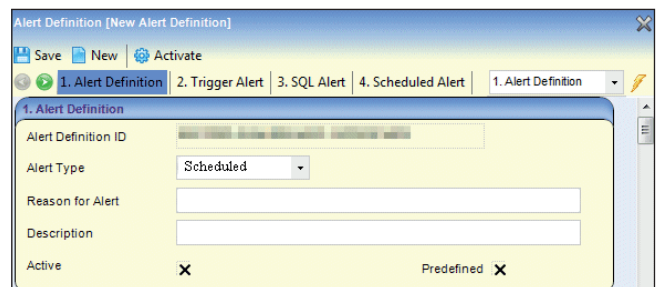 Alert Definition [New Alert Definition]
Save New Activate
1. Alert Definition 2. Trigger Alert 3. SQL Alert 4. Scheduled Alert 1. Alert Definition
1. Alert Definition
Alert Definition ID
Alert Type Scheduled
Reason for Alert
Description
Active Predefined